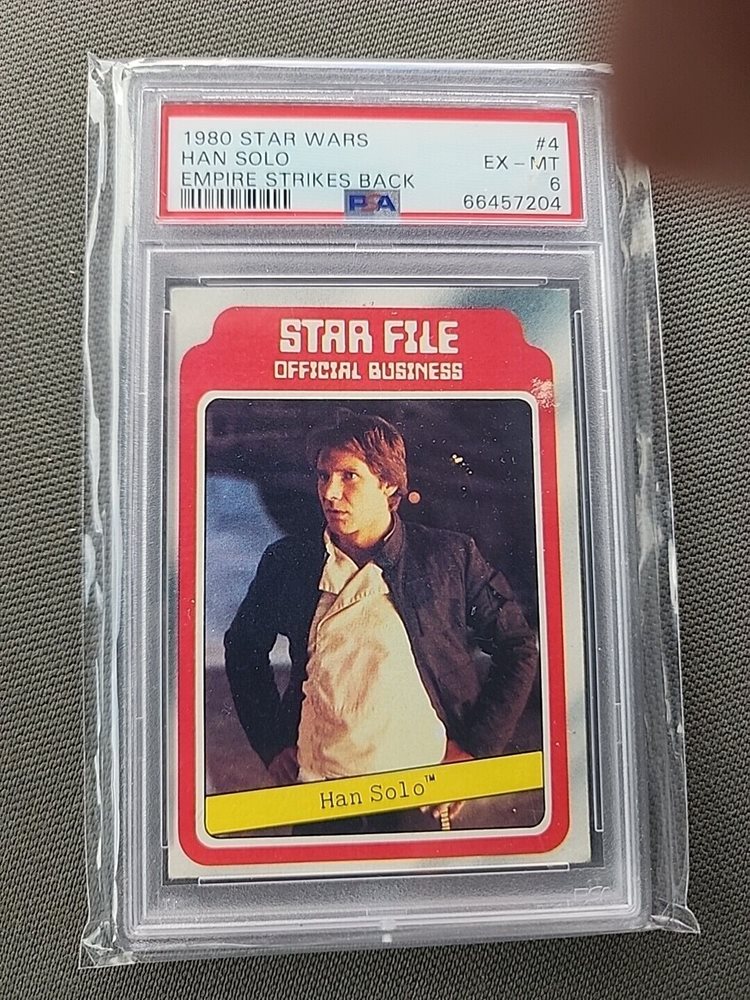 1980 STAR WARS #4
HAN SOLO EX - MT
EMPIRE STRIKES BACK 6
PSA 66457204
STAR FILE
OFFICIAL BUSINESS
Han Solo™